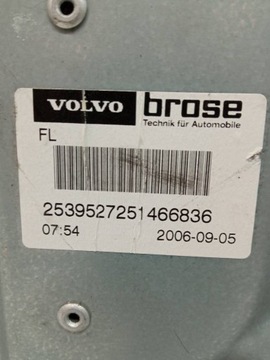 VOLVO brose
Technik für Automobile
FL
2539527251466836
07:54 2006-09-05